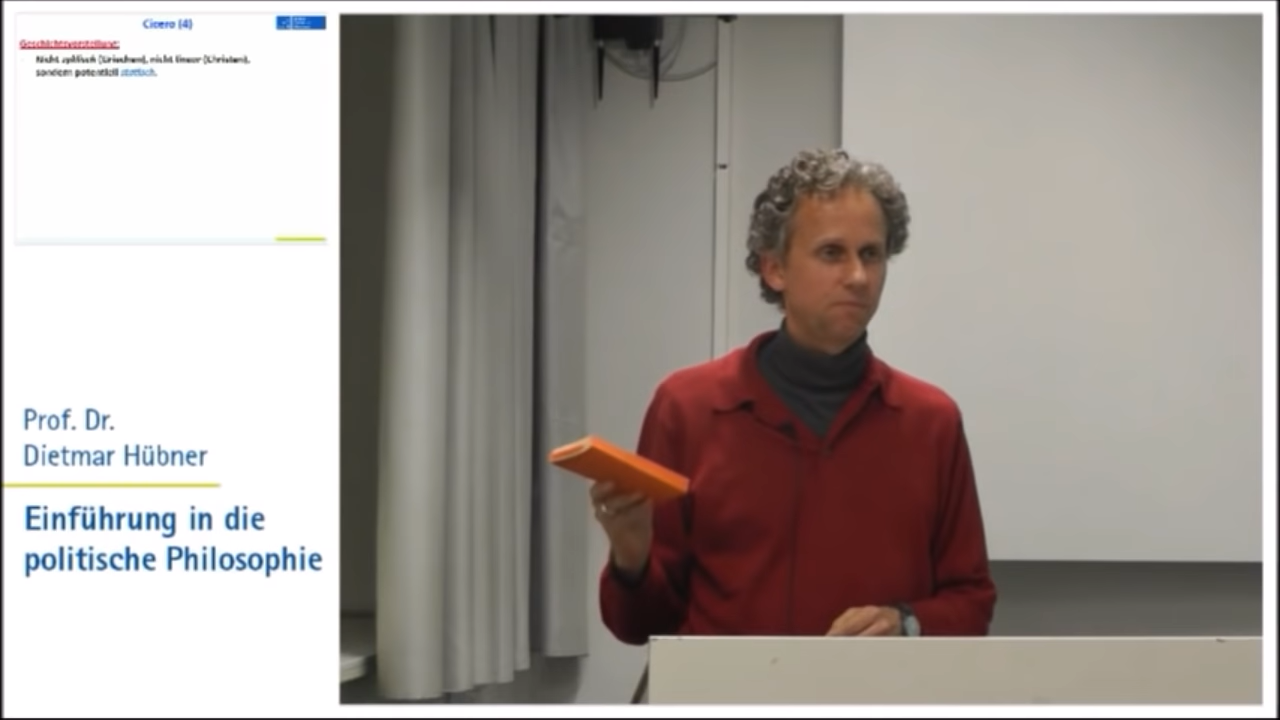 Cicero (4)
Geschichtsvorstellung:
Nicht zyklisch (Griechen), nicht linear (Christen),
sondern potentiell statisch.
Prof. Dr.
Dietmar Hübner
Einführung in die
politische Philosophie